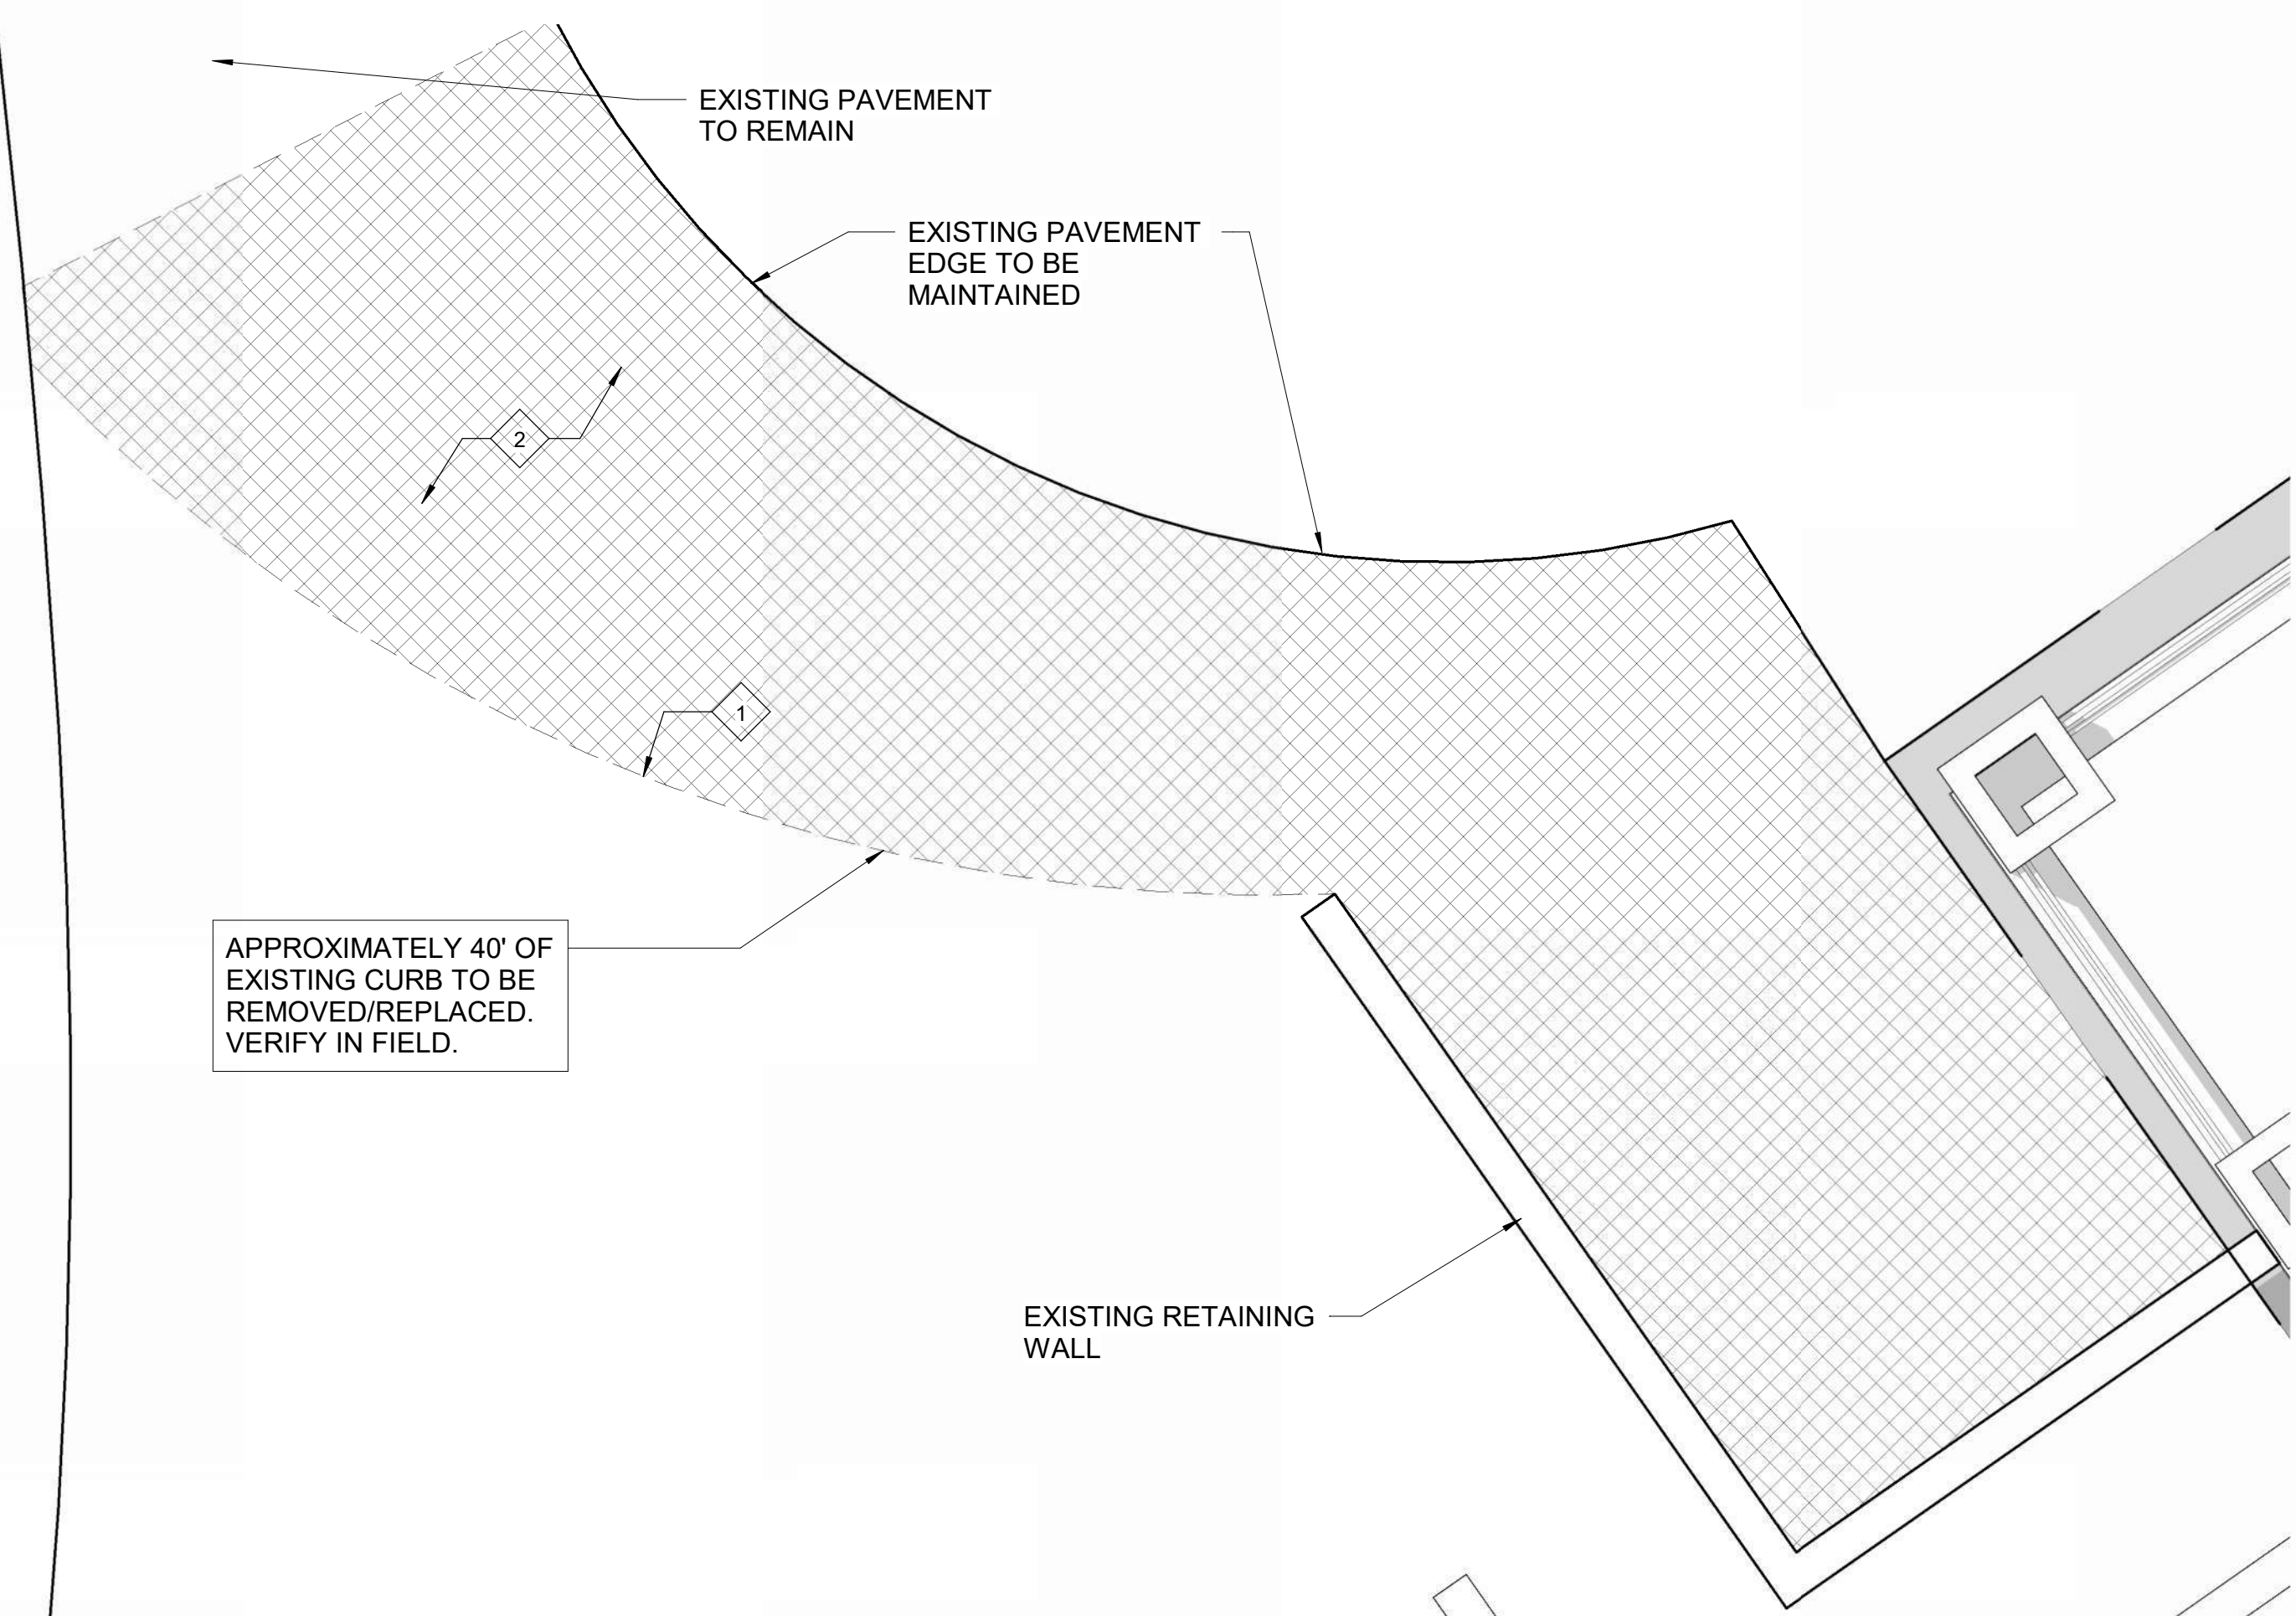 EXISTING PAVEMENT
TO REMAIN
EXISTING PAVEMENT
EDGE TO BE
MAINTAINED
2
1
APPROXIMATELY 40' OF
EXISTING CURB TO BE
REMOVED/REPLACED.
VERIFY IN FIELD.
EXISTING RETAINING
WALL